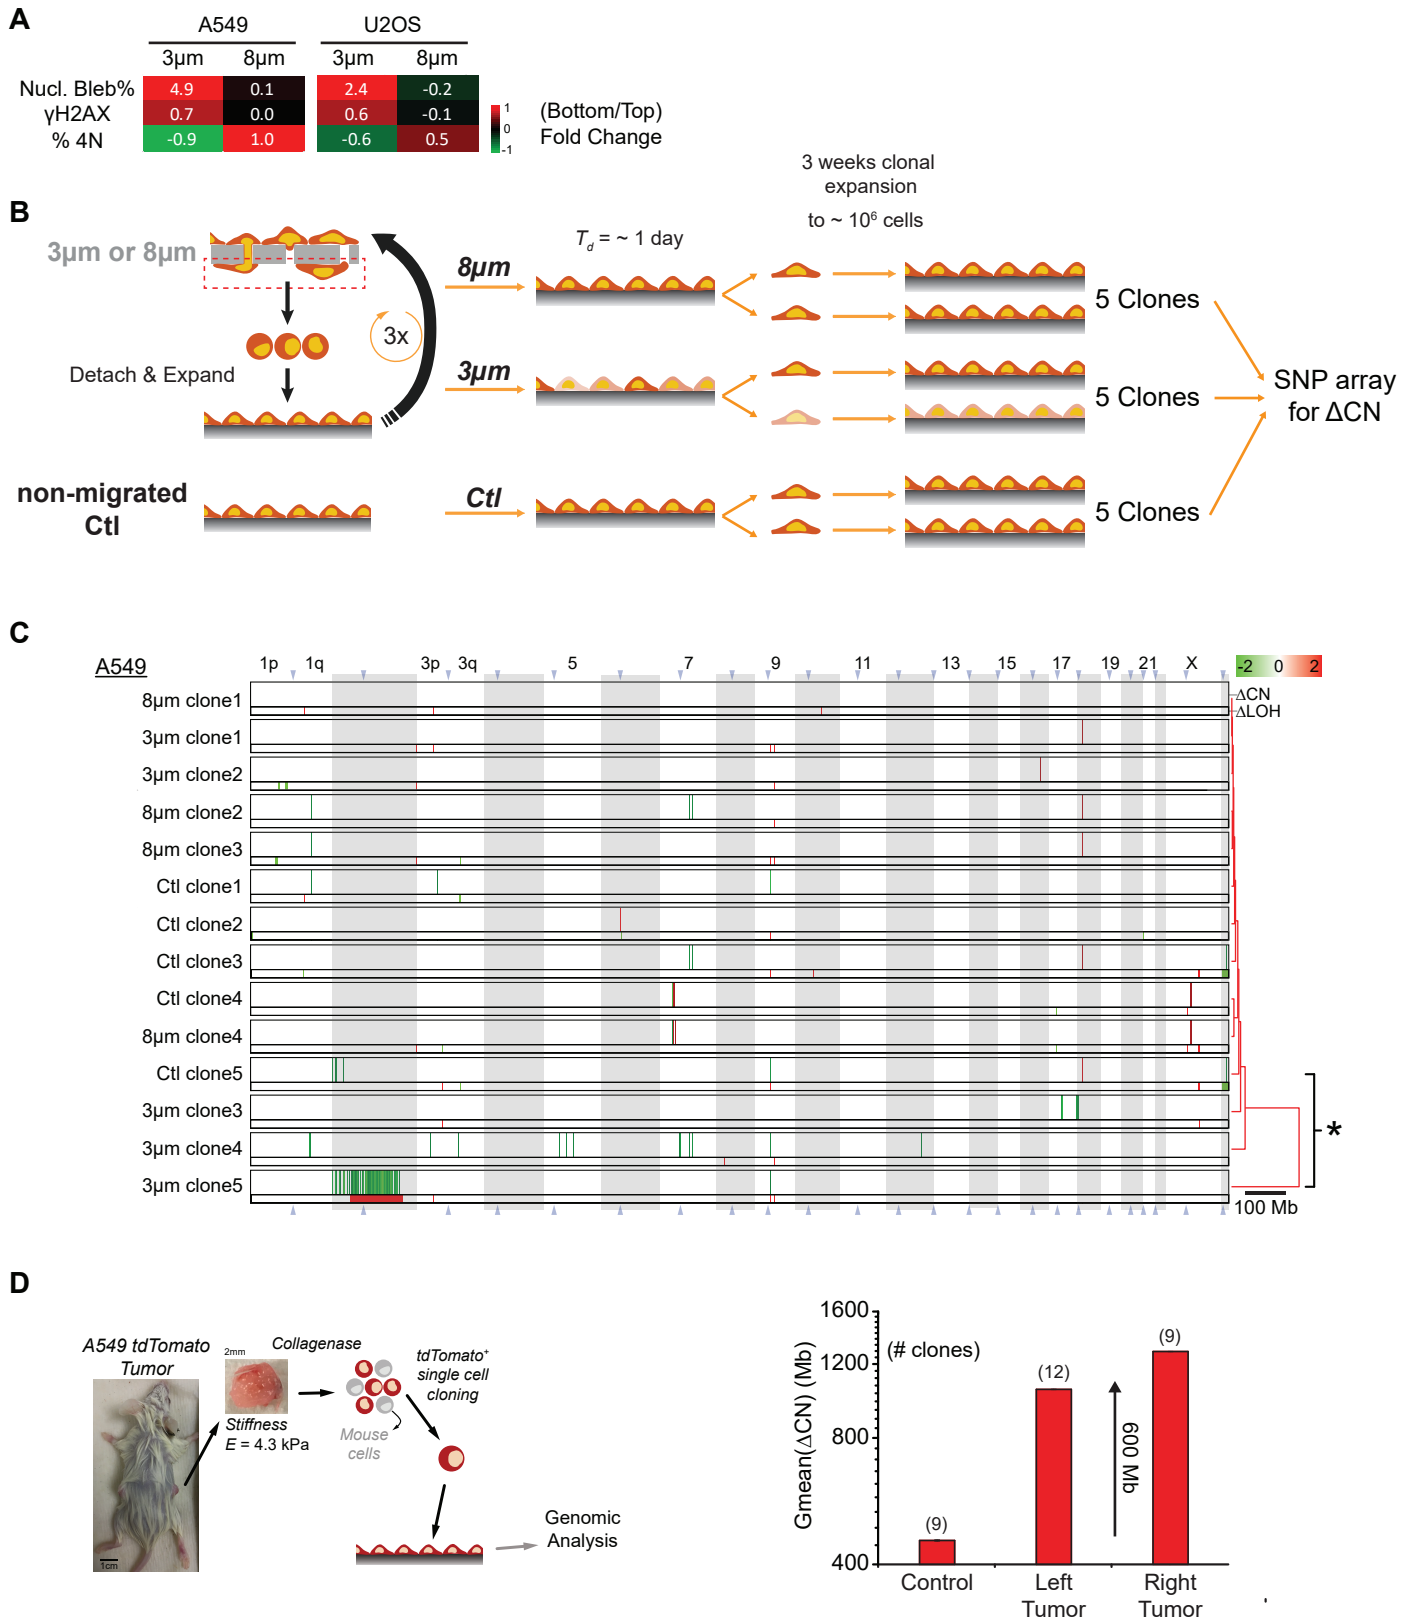 A
A549 U2OS
3µm 8µm 3µm 8µm
Nucl. Bleb% 4.9 0.1 2.4 -0.2
γH2AX 0.7 0.0 0.6 -0.1
% 4N -0.9 1.0 -0.6 0.5
1
0
-1
(Bottom/Top)
Fold Change
B
3µm or 8µm
Detach & Expand
3x
non-migrated
Ctl
8µm
3µm
Ctl
Td = ~ 1 day
3 weeks clonal
expansion
to ~ 10⁶ cells
5 Clones
5 Clones
5 Clones
SNP array
for ΔCN
C
A549
1p 1q 3p 3q 5 7 9 11 13 15 17 19 21 X
-2 0 2
ΔCN
ΔLOH
8µm clone1
3µm clone1
3µm clone2
8µm clone2
8µm clone3
Ctl clone1
Ctl clone2
Ctl clone3
Ctl clone4
8µm clone4
Ctl clone5
3µm clone3
3µm clone4
3µm clone5
*
100 Mb
D
A549 tdTomato
Tumor
1cm
2mm
Stiffness
E = 4.3 kPa
Collagenase
Mouse
cells
tdTomato⁺
single cell
cloning
Genomic
Analysis
Gmean(ΔCN) (Mb)
1600
1200
800
400
(# clones)
(9)
(12)
(9)
600 Mb
Control
Left
Tumor
Right
Tumor